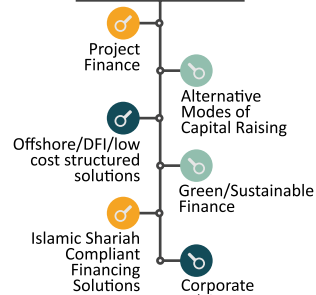 Project
Finance
Alternative
Modes of
Capital Raising
Offshore/DFI/low
cost structured
solutions
Green/Sustainable
Finance
Islamic Shariah
Compliant
Financing
Solutions
Corporate